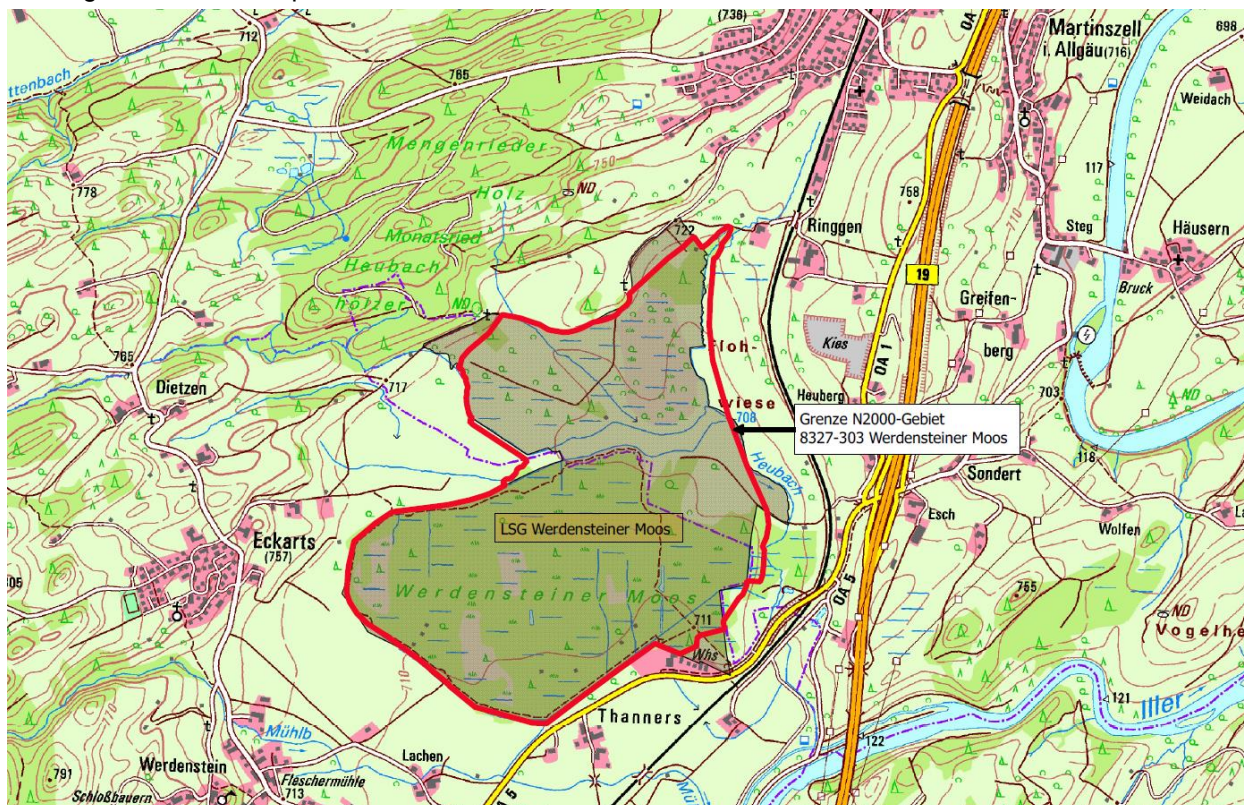 712
(736)
Martinszell
i. Allgäu (716)
698
ttenbach
765
Weidach
Mengenrieder
778
750
ND
Holz
758
117
722
Ringgen
Steg
Häusern
Monatsried
Heubach
hölzer
ND
19
Bruck
Greifen-
berg
Kies
OA 1
765
Dietzen
717
Floh-
wiese
708
Heuberg
703
ND
Grenze N2000-Gebiet
8327-303 Werdensteiner Moos
118
Heubach
Sondert
LSG Werdensteiner Moos
Esch
Wolfen
Eckarts
(757)
OA 5
Werdensteiner Moos
755
ND
711
Vogelhe
Whs
710
770
121
Iller
Thanners
122
Mühlb
Lachen
791
Werdenstein
Fleschermühle
Schloßbauern
713
A 5